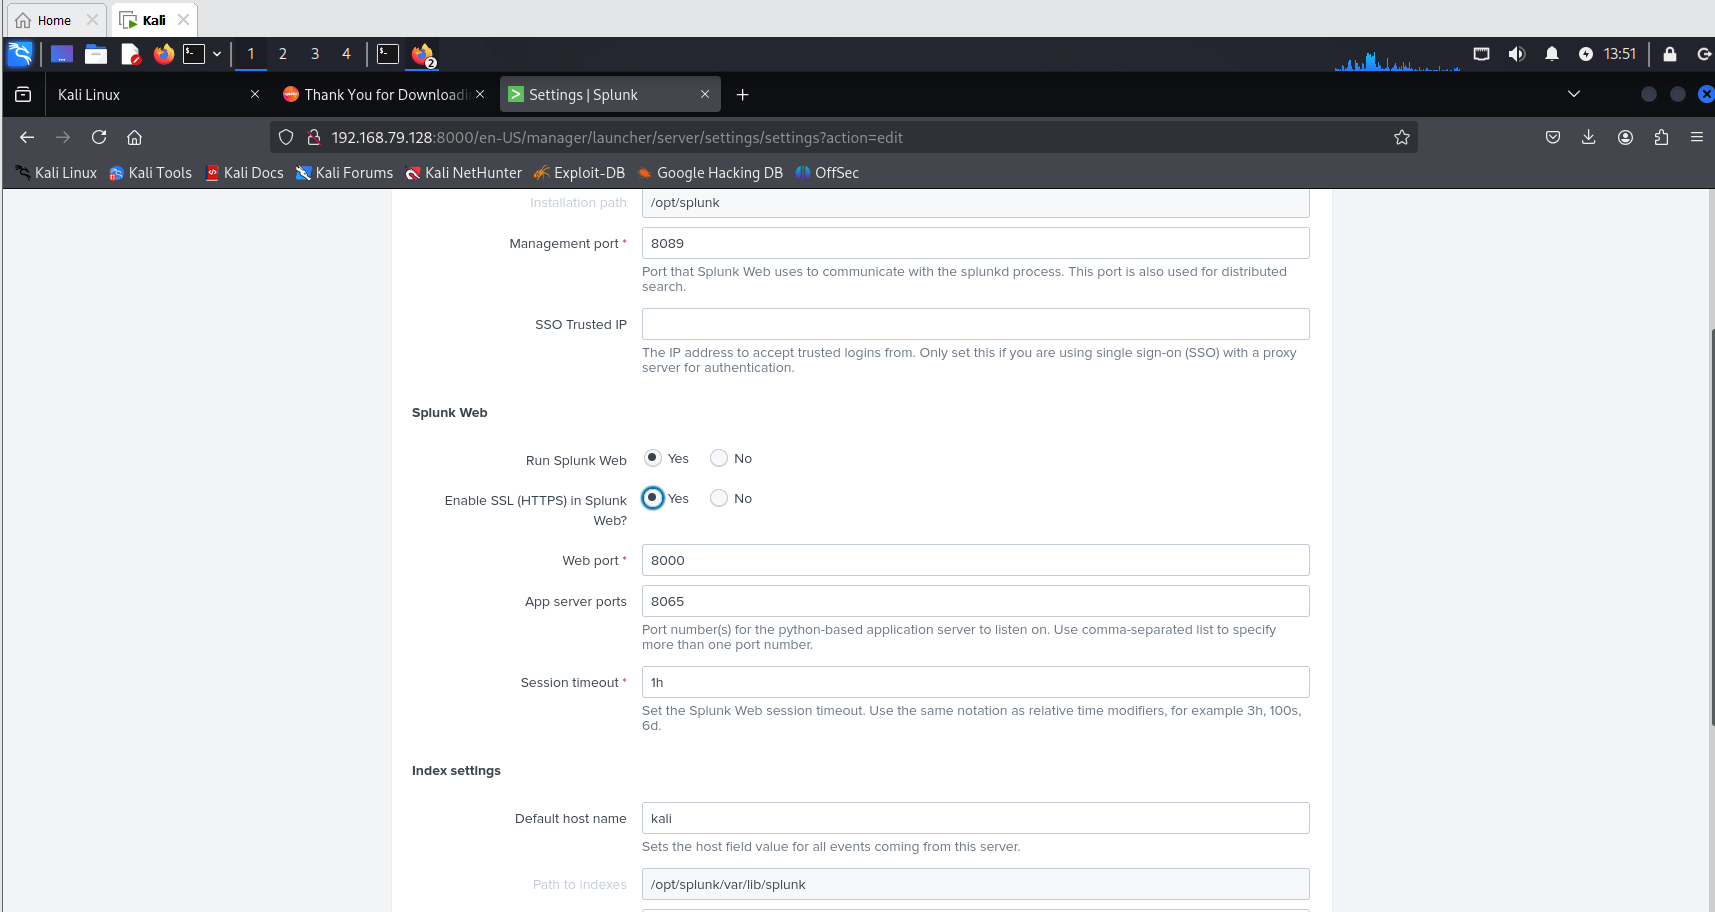 Home
Kali
1 2 3 4
2
13:51
Kali Linux
Thank You for Downloadin
Settings | Splunk
192.168.79.128:8000/en-US/manager/launcher/server/settings/settings?action=edit
Kali Linux
Kali Tools
Kali Docs
Kali Forums
Kali NetHunter
Exploit-DB
Google Hacking DB
OffSec
Installation path
/opt/splunk
Management port *
8089
Port that Splunk Web uses to communicate with the splunkd process. This port is also used for distributed
search.
SSO Trusted IP
The IP address to accept trusted logins from. Only set this if you are using single sign-on (SSO) with a proxy
server for authentication.
Splunk Web
Run Splunk Web
Yes
No
Enable SSL (HTTPS) in Splunk
Web?
Yes
No
Web port *
8000
App server ports
8065
Port number(s) for the python-based application server to listen on. Use comma-separated list to specify
more than one port number.
Session timeout *
1h
Set the Splunk Web session timeout. Use the same notation as relative time modifiers, for example 3h, 100s,
6d.
Index settings
Default host name
kali
Sets the host field value for all events coming from this server.
Path to indexes
/opt/splunk/var/lib/splunk